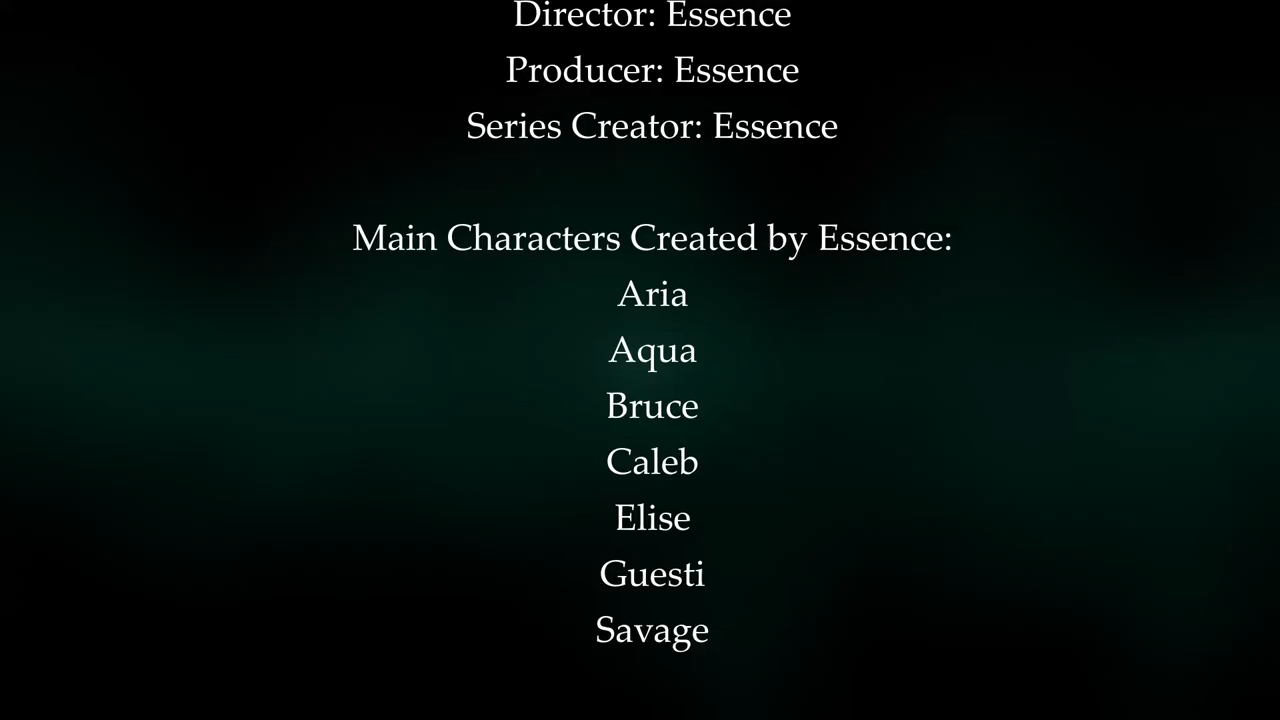 Director: Essence
Producer: Essence
Series Creator: Essence
Main Characters Created by Essence:
Aria
Aqua
Bruce
Caleb
Elise
Guesti
Savage